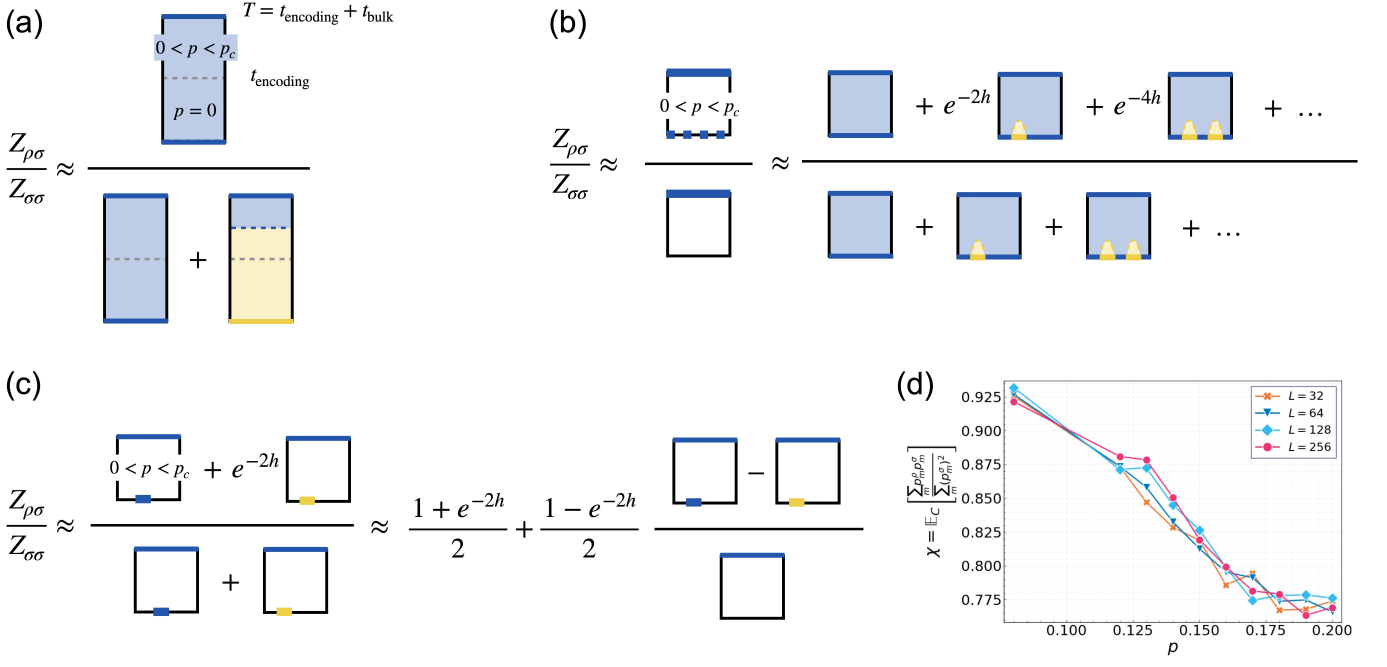 (a)
T = t_encoding + t_bulk
0 < p < p_c
t_encoding
p = 0
Z_ρσ / Z_σσ ≈
+
(b)
Z_ρσ / Z_σσ ≈
0 < p < p_c
≈
+ e^{-2h} + e^{-4h} + ...
+ + + ...
(c)
Z_ρσ / Z_σσ ≈
0 < p < p_c + e^{-2h}
+
≈ (1 + e^{-2h}) / 2 + (1 − e^{-2h}) / 2
−
(d)
χ = 𝔼_C [ ∑_m p_m^ρ p_m^σ / ∑_m (p_m^σ)^2 ]
0.925
0.900
0.875
0.850
0.825
0.800
0.775
L = 32
L = 64
L = 128
L = 256
0.100 0.125 0.150 0.175 0.200
p